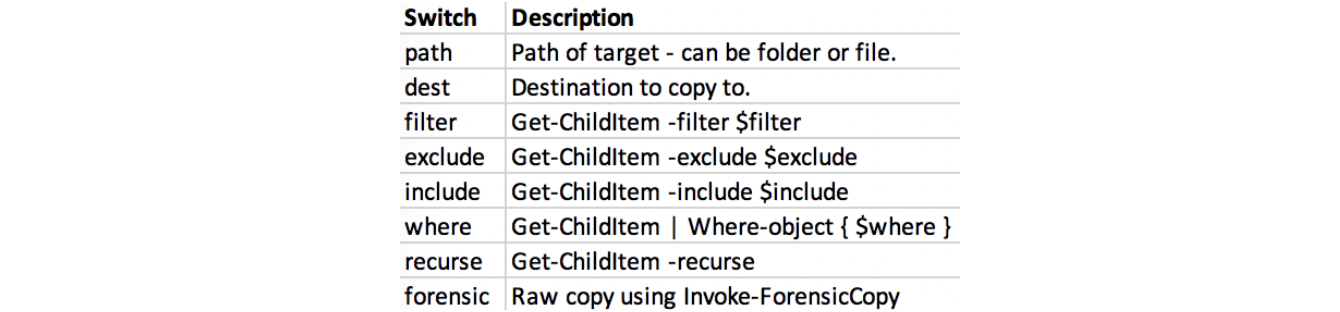 Switch Description
path Path of target - can be folder or file.
dest Destination to copy to.
filter Get-ChildItem -filter $filter
exclude Get-ChildItem -exclude $exclude
include Get-ChildItem -include $include
where Get-ChildItem | Where-object { $where }
recurse Get-ChildItem -recurse
forensic Raw copy using Invoke-ForensicCopy